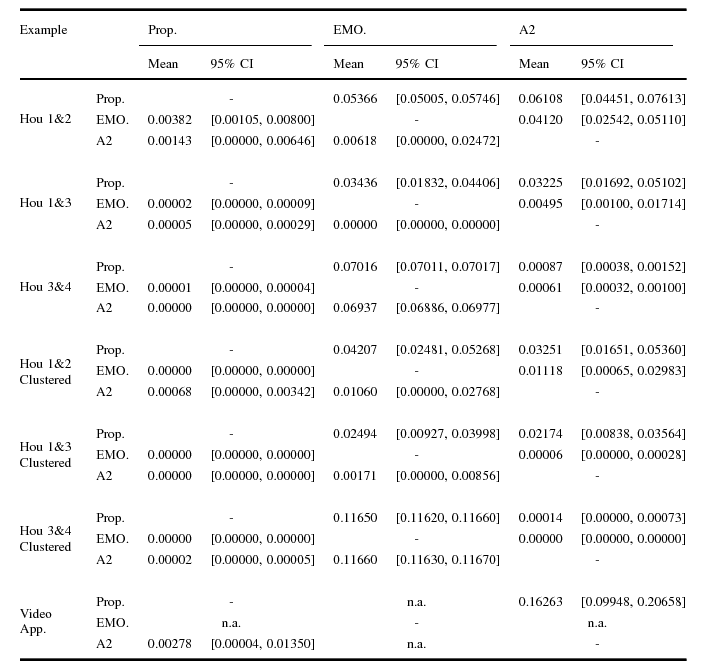 Example Prop. EMO. A2
Mean 95% CI Mean 95% CI Mean 95% CI
Prop. - 0.05366 [0.05005, 0.05746] 0.06108 [0.04451, 0.07613]
Hou 1&2 EMO. 0.00382 [0.00105, 0.00800] - 0.04120 [0.02542, 0.05110]
A2 0.00143 [0.00000, 0.00646] 0.00618 [0.00000, 0.02472] -
Prop. - 0.03436 [0.01832, 0.04406] 0.03225 [0.01692, 0.05102]
Hou 1&3 EMO. 0.00002 [0.00000, 0.00009] - 0.00495 [0.00100, 0.01714]
A2 0.00005 [0.00000, 0.00029] 0.00000 [0.00000, 0.00000] -
Prop. - 0.07016 [0.07011, 0.07017] 0.00087 [0.00038, 0.00152]
Hou 3&4 EMO. 0.00001 [0.00000, 0.00004] - 0.00061 [0.00032, 0.00100]
A2 0.00000 [0.00000, 0.00000] 0.06937 [0.06886, 0.06977] -
Prop. - 0.04207 [0.02481, 0.05268] 0.03251 [0.01651, 0.05360]
Hou 1&2
Clustered EMO. 0.00000 [0.00000, 0.00000] - 0.01118 [0.00065, 0.02983]
A2 0.00068 [0.00000, 0.00342] 0.01060 [0.00000, 0.02768] -
Prop. - 0.02494 [0.00927, 0.03998] 0.02174 [0.00838, 0.03564]
Hou 1&3
Clustered EMO. 0.00000 [0.00000, 0.00000] - 0.00006 [0.00000, 0.00028]
A2 0.00000 [0.00000, 0.00000] 0.00171 [0.00000, 0.00856] -
Prop. - 0.11650 [0.11620, 0.11660] 0.00014 [0.00000, 0.00073]
Hou 3&4
Clustered EMO. 0.00000 [0.00000, 0.00000] - 0.00000 [0.00000, 0.00000]
A2 0.00002 [0.00000, 0.00005] 0.11660 [0.11630, 0.11670] -
Prop. - n.a. 0.16263 [0.09948, 0.20658]
Video
App. EMO. n.a. - n.a.
A2 0.00278 [0.00004, 0.01350] n.a. -